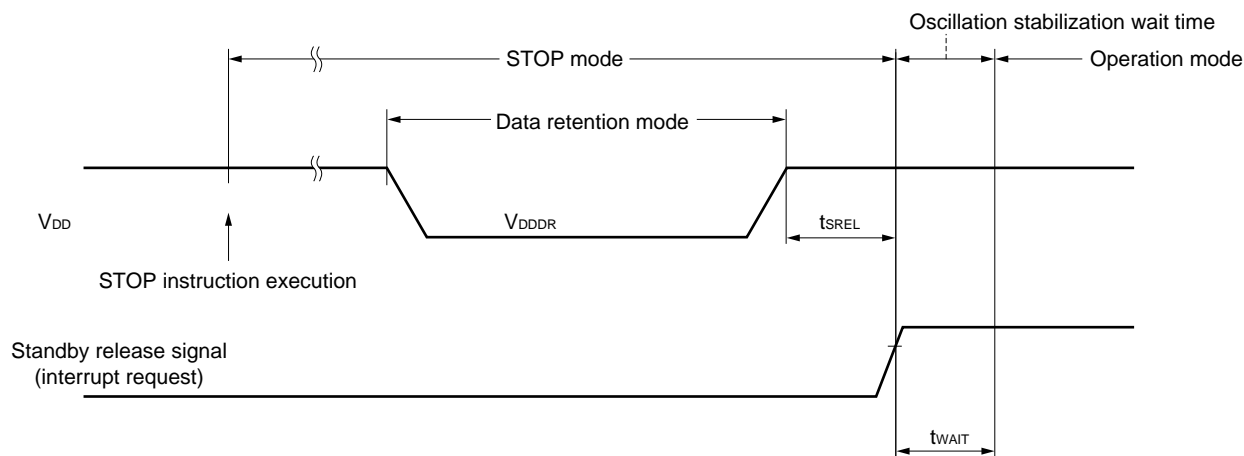 Oscillation stabilization wait time
STOP mode
Operation mode
Data retention mode
VDD
VDDDR
tSREL
STOP instruction execution
Standby release signal
(interrupt request)
tWAIT